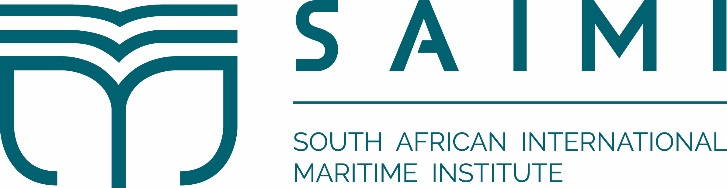 SAIMI
SOUTH AFRICAN INTERNATIONAL
MARITIME INSTITUTE